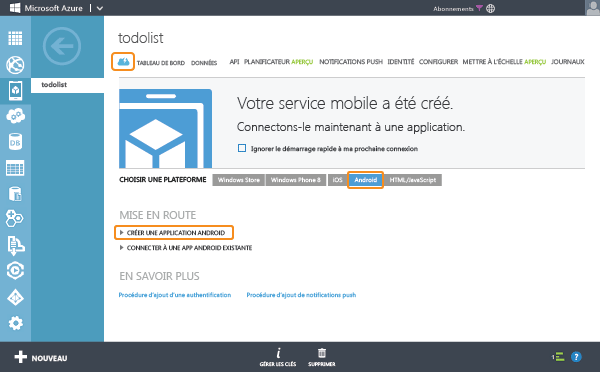 Microsoft Azure
Abonnements
todolist
todolist
TABLEAU DE BORD DONNÉES API PLANIFICATEUR APERÇU NOTIFICATIONS PUSH IDENTITÉ CONFIGURER METTRE À L'ÉCHELLE APERÇU JOURNAUX
Votre service mobile a été créé.
Connectons-le maintenant à une application.
Ignorer le démarrage rapide à ma prochaine connexion
CHOISIR UNE PLATEFORME Windows Store Windows Phone 8 iOS Android HTML/JavaScript
MISE EN ROUTE
CRÉER UNE APPLICATION ANDROID
CONNECTER À UNE APP ANDROID EXISTANTE
EN SAVOIR PLUS
Procédure d'ajout d'une authentification Procédure d'ajout de notifications push
DB
NOUVEAU
GÉRER LES CLÉS SUPPRIMER
1
?